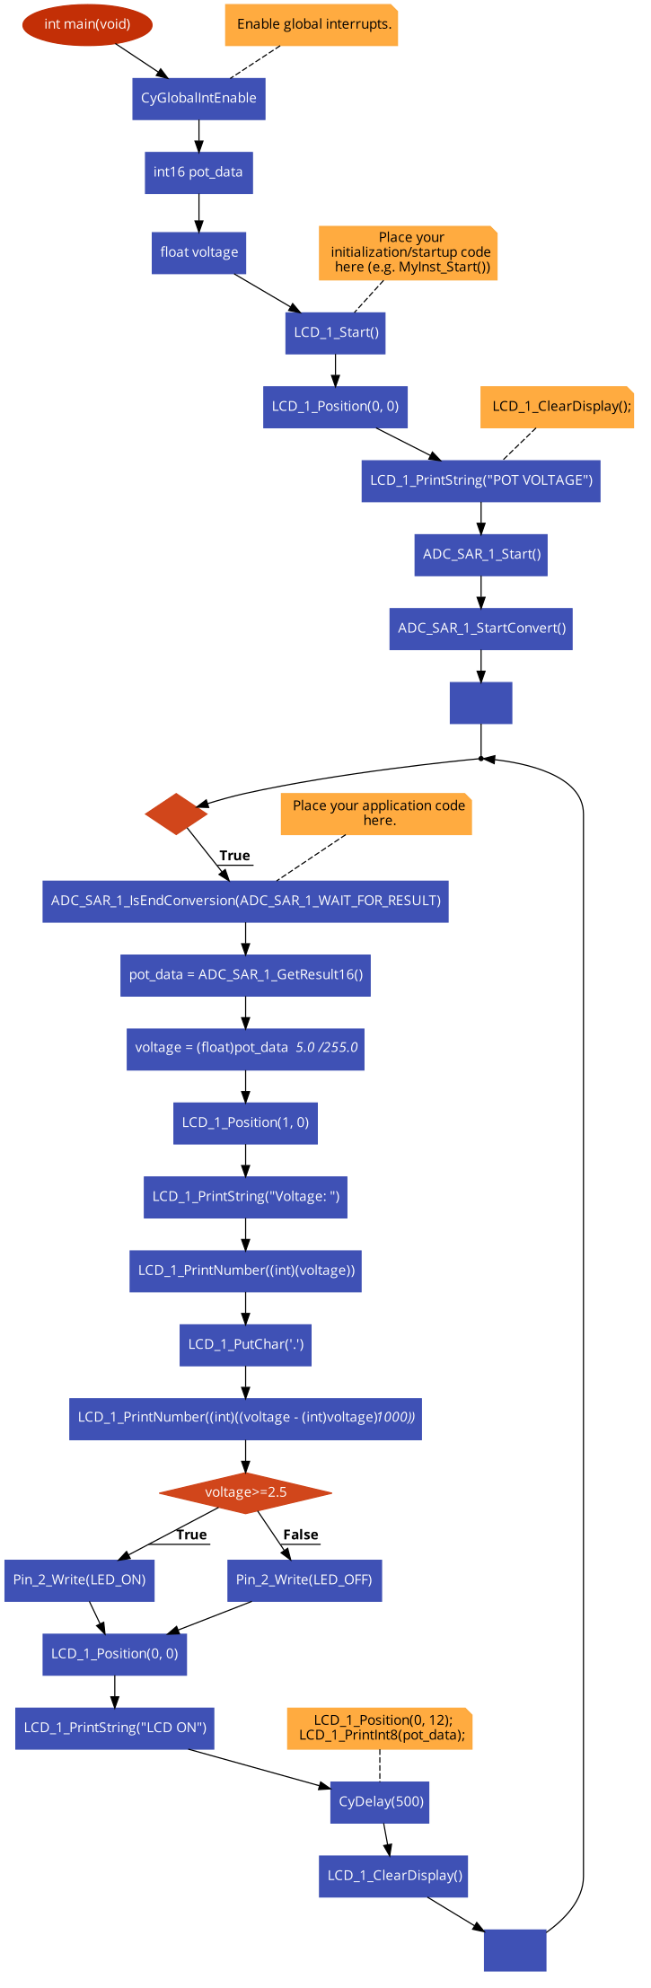 int main(void)
Enable global interrupts.
CyGlobalIntEnable
int16 pot_data
float voltage
Place your
initialization/startup code
here (e.g. MyInst_Start())
LCD_1_Start()
LCD_1_Position(0, 0)
LCD_1_ClearDisplay();
LCD_1_PrintString("POT VOLTAGE")
ADC_SAR_1_Start()
ADC_SAR_1_StartConvert()
Place your application code
here.
True
ADC_SAR_1_IsEndConversion(ADC_SAR_1_WAIT_FOR_RESULT)
pot_data = ADC_SAR_1_GetResult16()
voltage = (float)pot_data 5.0 /255.0
LCD_1_Position(1, 0)
LCD_1_PrintString("Voltage: ")
LCD_1_PrintNumber((int)(voltage))
LCD_1_PutChar('.')
LCD_1_PrintNumber((int)((voltage - (int)voltage)1000))
voltage>=2.5
True
False
Pin_2_Write(LED_ON)
Pin_2_Write(LED_OFF)
LCD_1_Position(0, 0)
LCD_1_PrintString("LCD ON")
LCD_1_Position(0, 12);
LCD_1_PrintInt8(pot_data);
CyDelay(500)
LCD_1_ClearDisplay()